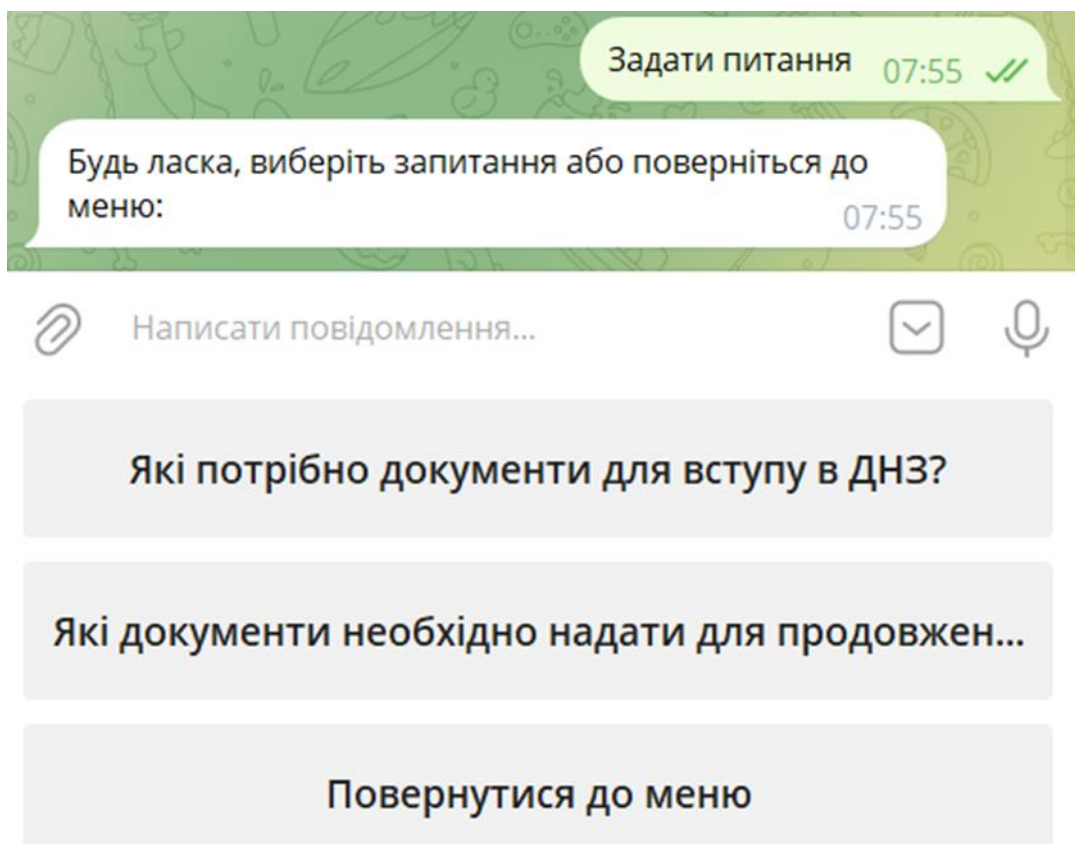 Задати питання 07:55
Будь ласка, виберіть запитання або поверніться до
меню:
07:55
Написати повідомлення...
Які потрібно документи для вступу в ДНЗ?
Які документи необхідно надати для продовжен...
Повернутися до меню